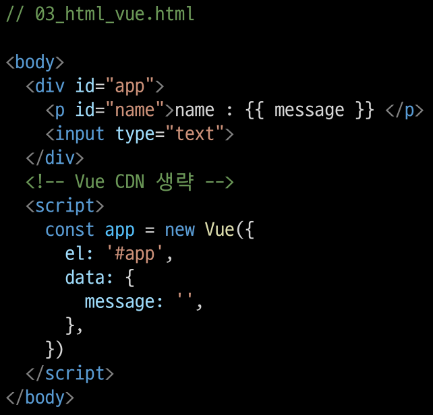 // 03_html_vue.html
<body>
<div id="app">
<p id="name">name : {{ message }} </p>
<input type="text">
</div>
<!-- Vue CDN 생략 -->
<script>
const app = new Vue({
el: '#app',
data: {
message: '',
},
})
</script>
</body>